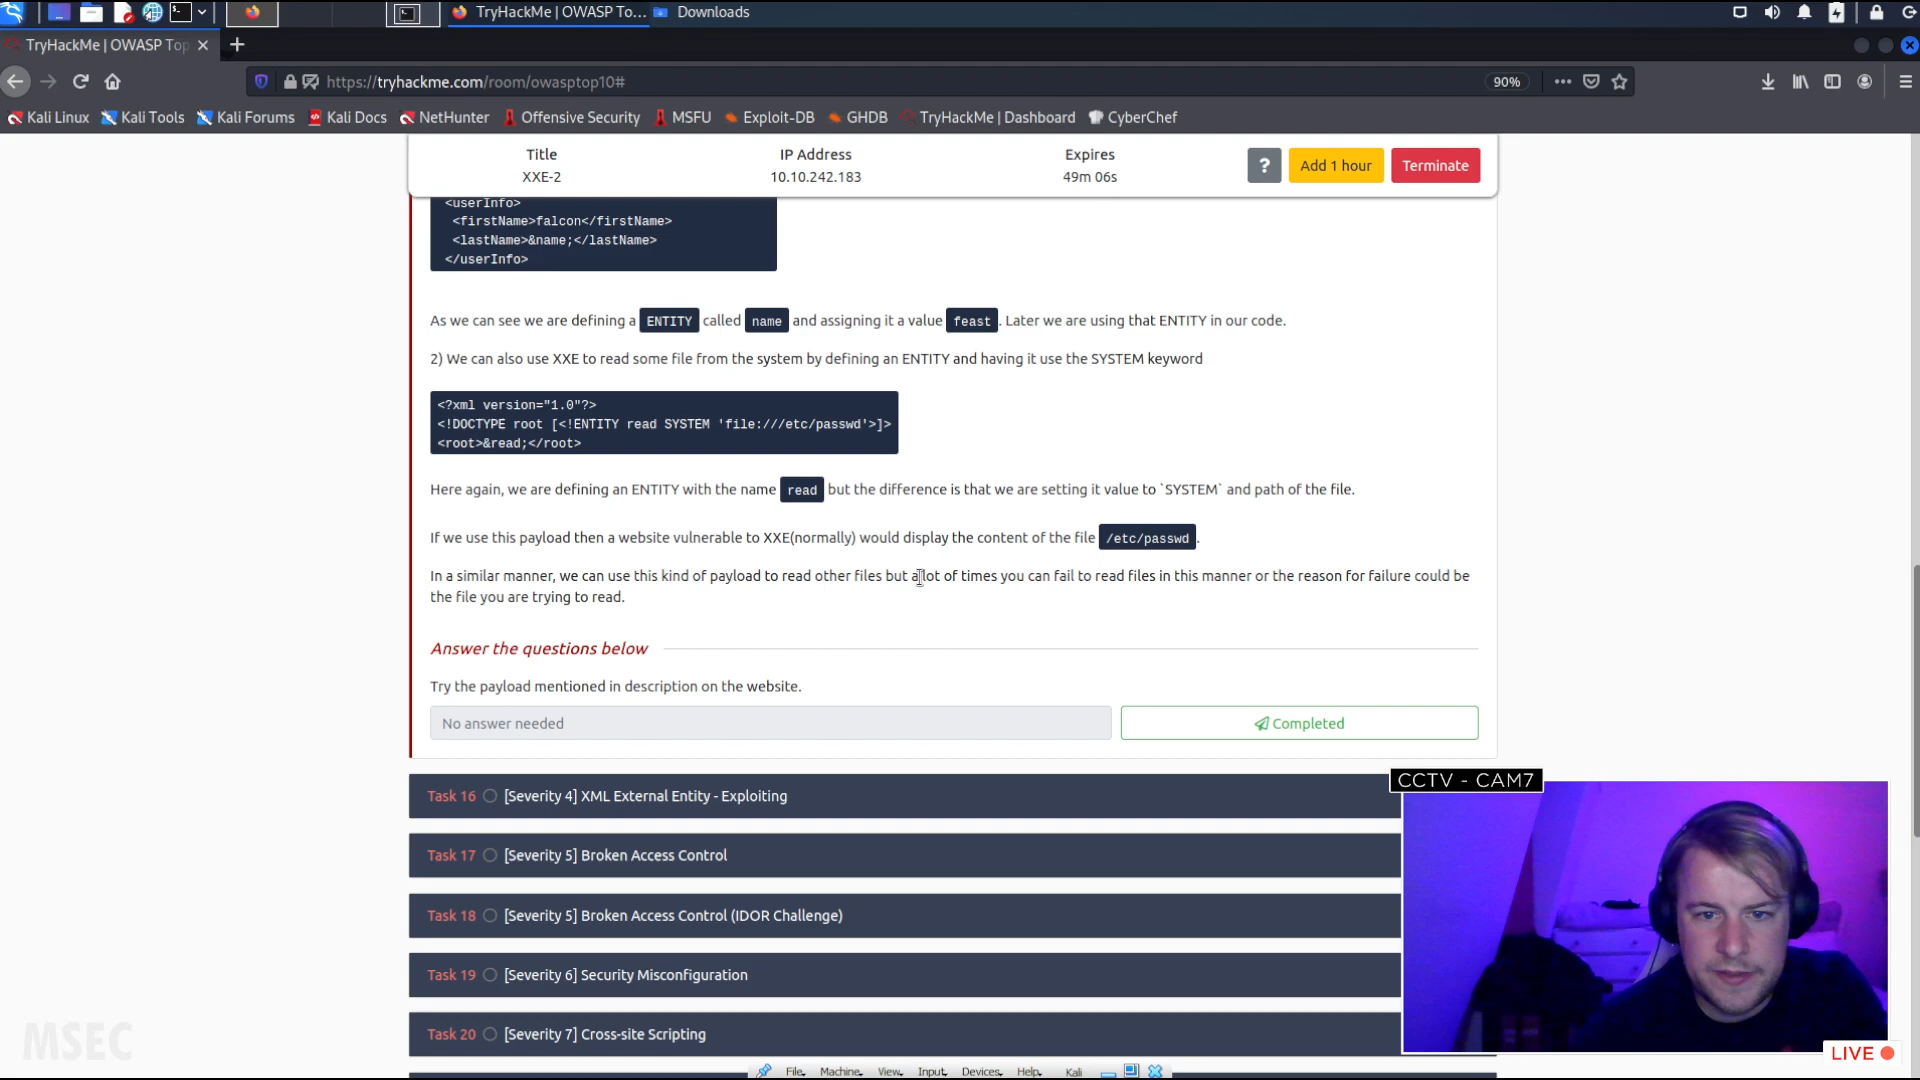 TryHackMe | OWASP To...
Downloads
TryHackMe | OWASP Top
https://tryhackme.com/room/owasptop10#
90%
Kali Linux
Kali Tools
Kali Forums
Kali Docs
NetHunter
Offensive Security
MSFU
Exploit-DB
GHDB
TryHackMe | Dashboard
CyberChef
Title
IP Address
Expires
XXE-2
10.10.242.183
49m 06s
?
Add 1 hour
Terminate
<userInfo>
<firstName>falcon</firstName>
<lastName>&name;</lastName>
</userInfo>
As we can see we are defining a ENTITY called name and assigning it a value feast. Later we are using that ENTITY in our code.
2) We can also use XXE to read some file from the system by defining an ENTITY and having it use the SYSTEM keyword
<?xml version="1.0"?>
<!DOCTYPE root [<!ENTITY read SYSTEM 'file:///etc/passwd'>]>
<root>&read;</root>
Here again, we are defining an ENTITY with the name read but the difference is that we are setting it value to `SYSTEM` and path of the file.
If we use this payload then a website vulnerable to XXE(normally) would display the content of the file /etc/passwd.
In a similar manner, we can use this kind of payload to read other files but a lot of times you can fail to read files in this manner or the reason for failure could be
the file you are trying to read.
Answer the questions below
Try the payload mentioned in description on the website.
No answer needed
Completed
Task 16 [Severity 4] XML External Entity - Exploiting
CCTV - CAM7
Task 17 [Severity 5] Broken Access Control
Task 18 [Severity 5] Broken Access Control (IDOR Challenge)
Task 19 [Severity 6] Security Misconfiguration
Task 20 [Severity 7] Cross-site Scripting
MSEC
LIVE
File Machine View Input Devices Help Kali